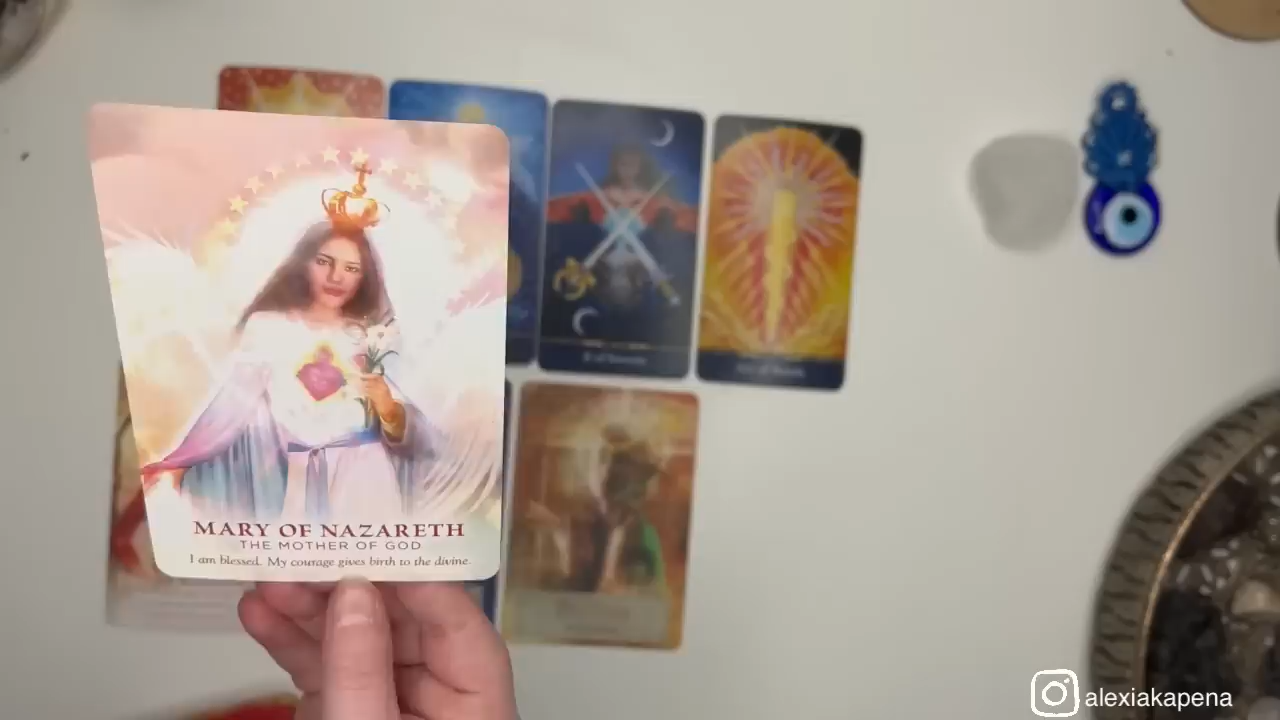 MARY OF NAZARETH
THE MOTHER OF GOD
I am blessed. My courage gives birth to the divine.
alexiakapena